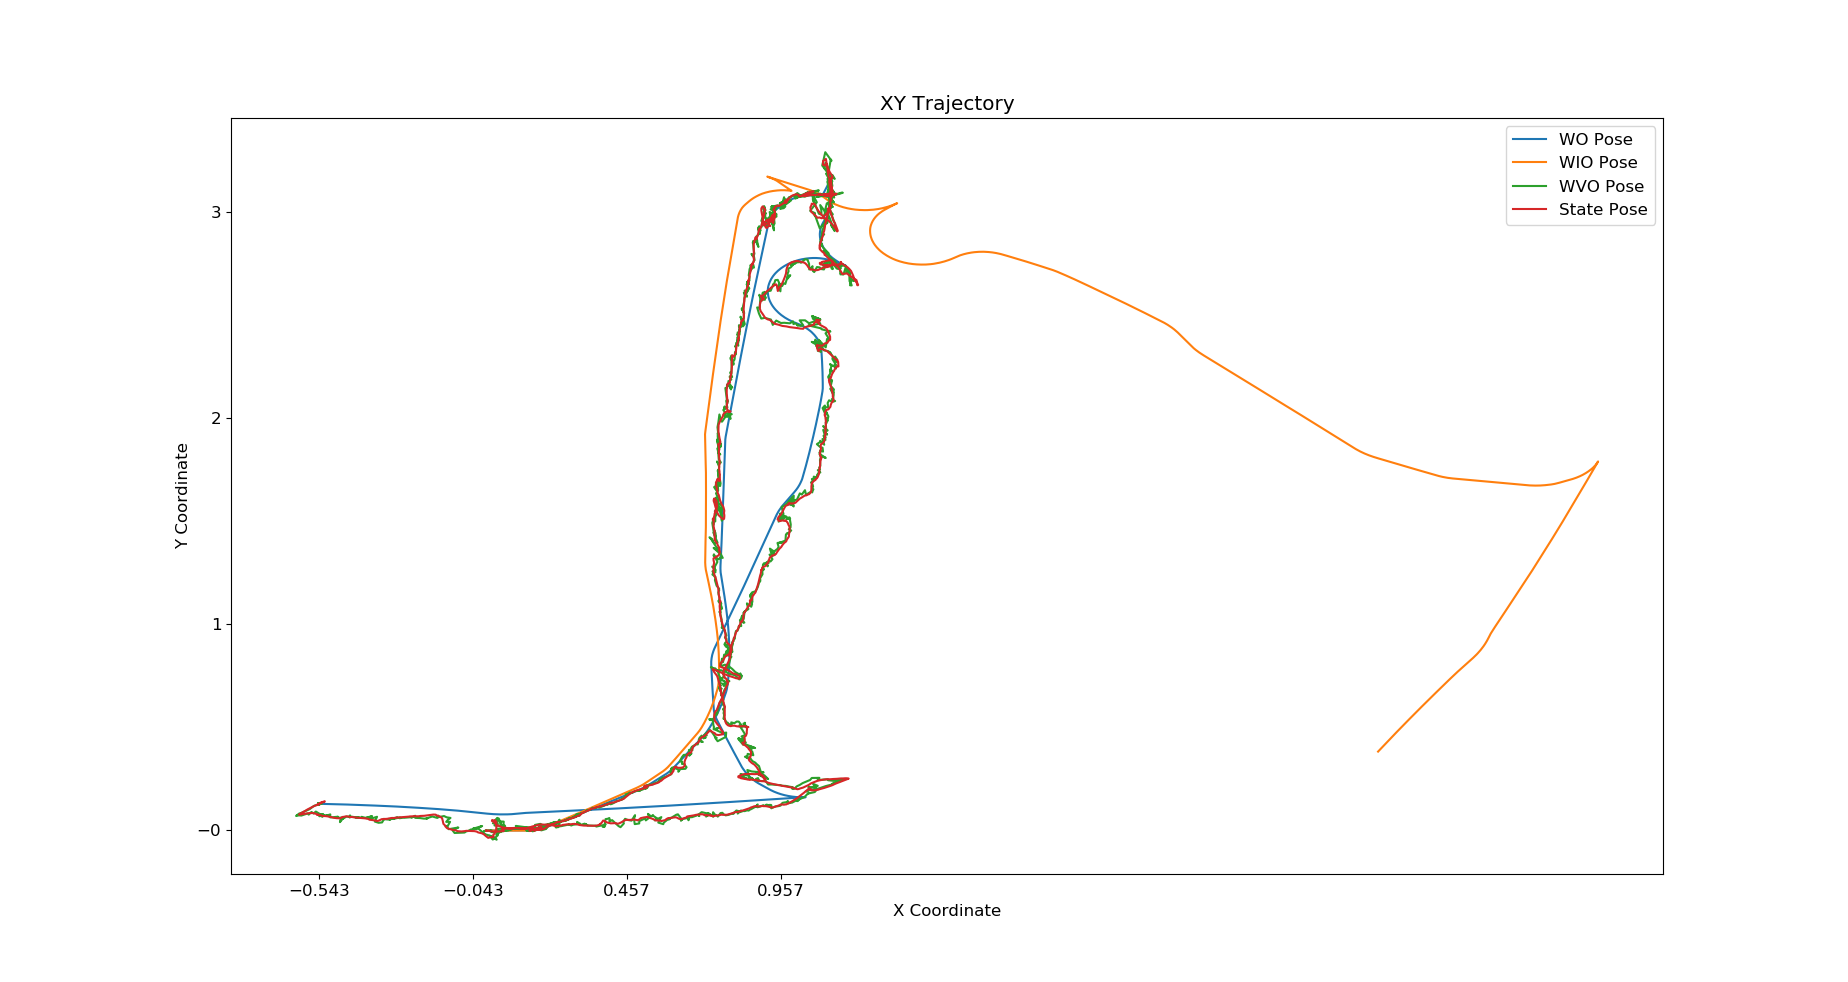 XY Trajectory
WO Pose
WIO Pose
WVO Pose
State Pose
3
2
1
−0
Y Coordinate
−0.543 −0.043 0.457 0.957
X Coordinate